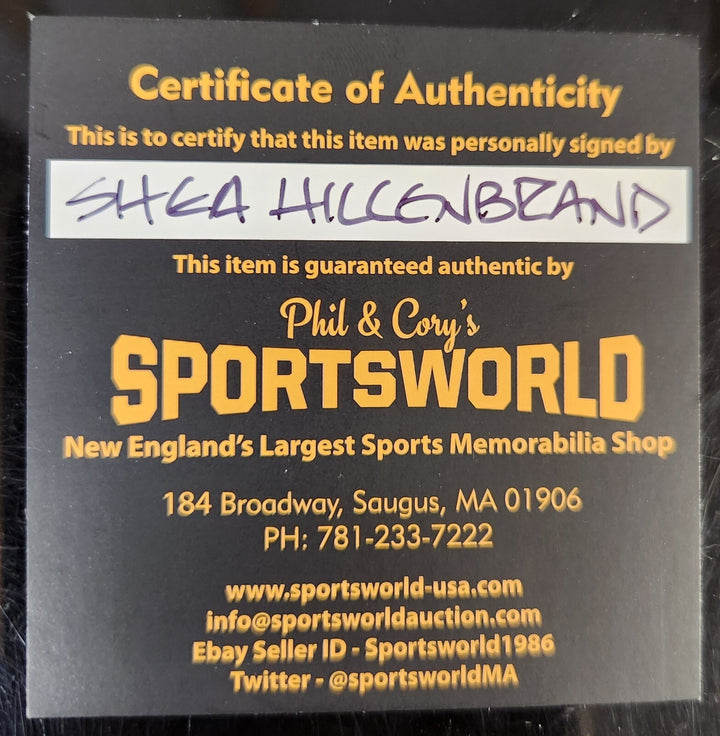 Certificate of Authenticity
This is to certify that this item was personally signed by
SHEA HILLENBRAND
This item is guaranteed authentic by
Phil & Cory's
SPORTSWORLD
New England's Largest Sports Memorabilia Shop
184 Broadway, Saugus, MA 01906
PH: 781-233-7222
www.sportsworld-usa.com
info@sportsworldauction.com
Ebay Seller ID - Sportsworld1986
Twitter - @sportsworldMA